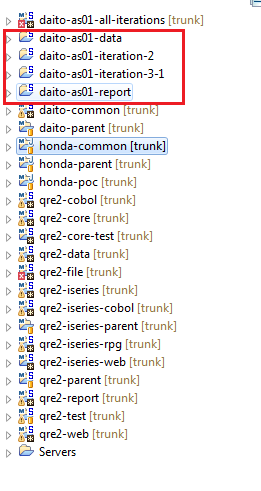 daito-as01-all-iterations [trunk]
daito-as01-data
daito-as01-iteration-2
daito-as01-iteration-3-1
daito-as01-report
daito-common [trunk]
daito-parent [trunk]
honda-common [trunk]
honda-parent [trunk]
honda-poc [trunk]
qre2-cobol [trunk]
qre2-core [trunk]
qre2-core-test [trunk]
qre2-data [trunk]
qre2-file [trunk]
qre2-iseries [trunk]
qre2-iseries-cobol [trunk]
qre2-iseries-parent [trunk]
qre2-iseries-rpg [trunk]
qre2-iseries-web [trunk]
qre2-parent [trunk]
qre2-report [trunk]
qre2-test [trunk]
qre2-web [trunk]
Servers